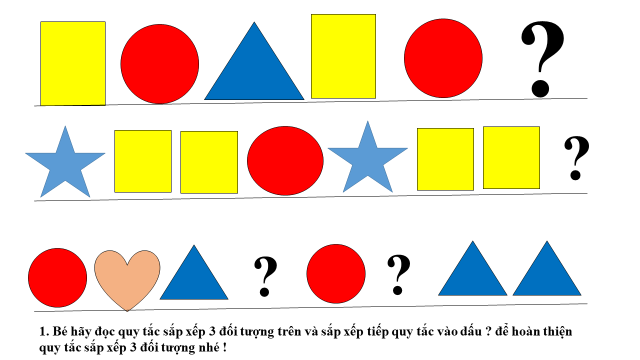 ?
?
? ?
1. Bé hãy đọc quy tắc sắp xếp 3 đối tượng trên và sắp xếp tiếp quy tắc vào dấu ? để hoàn thiện
quy tắc sắp xếp 3 đối tượng nhé !